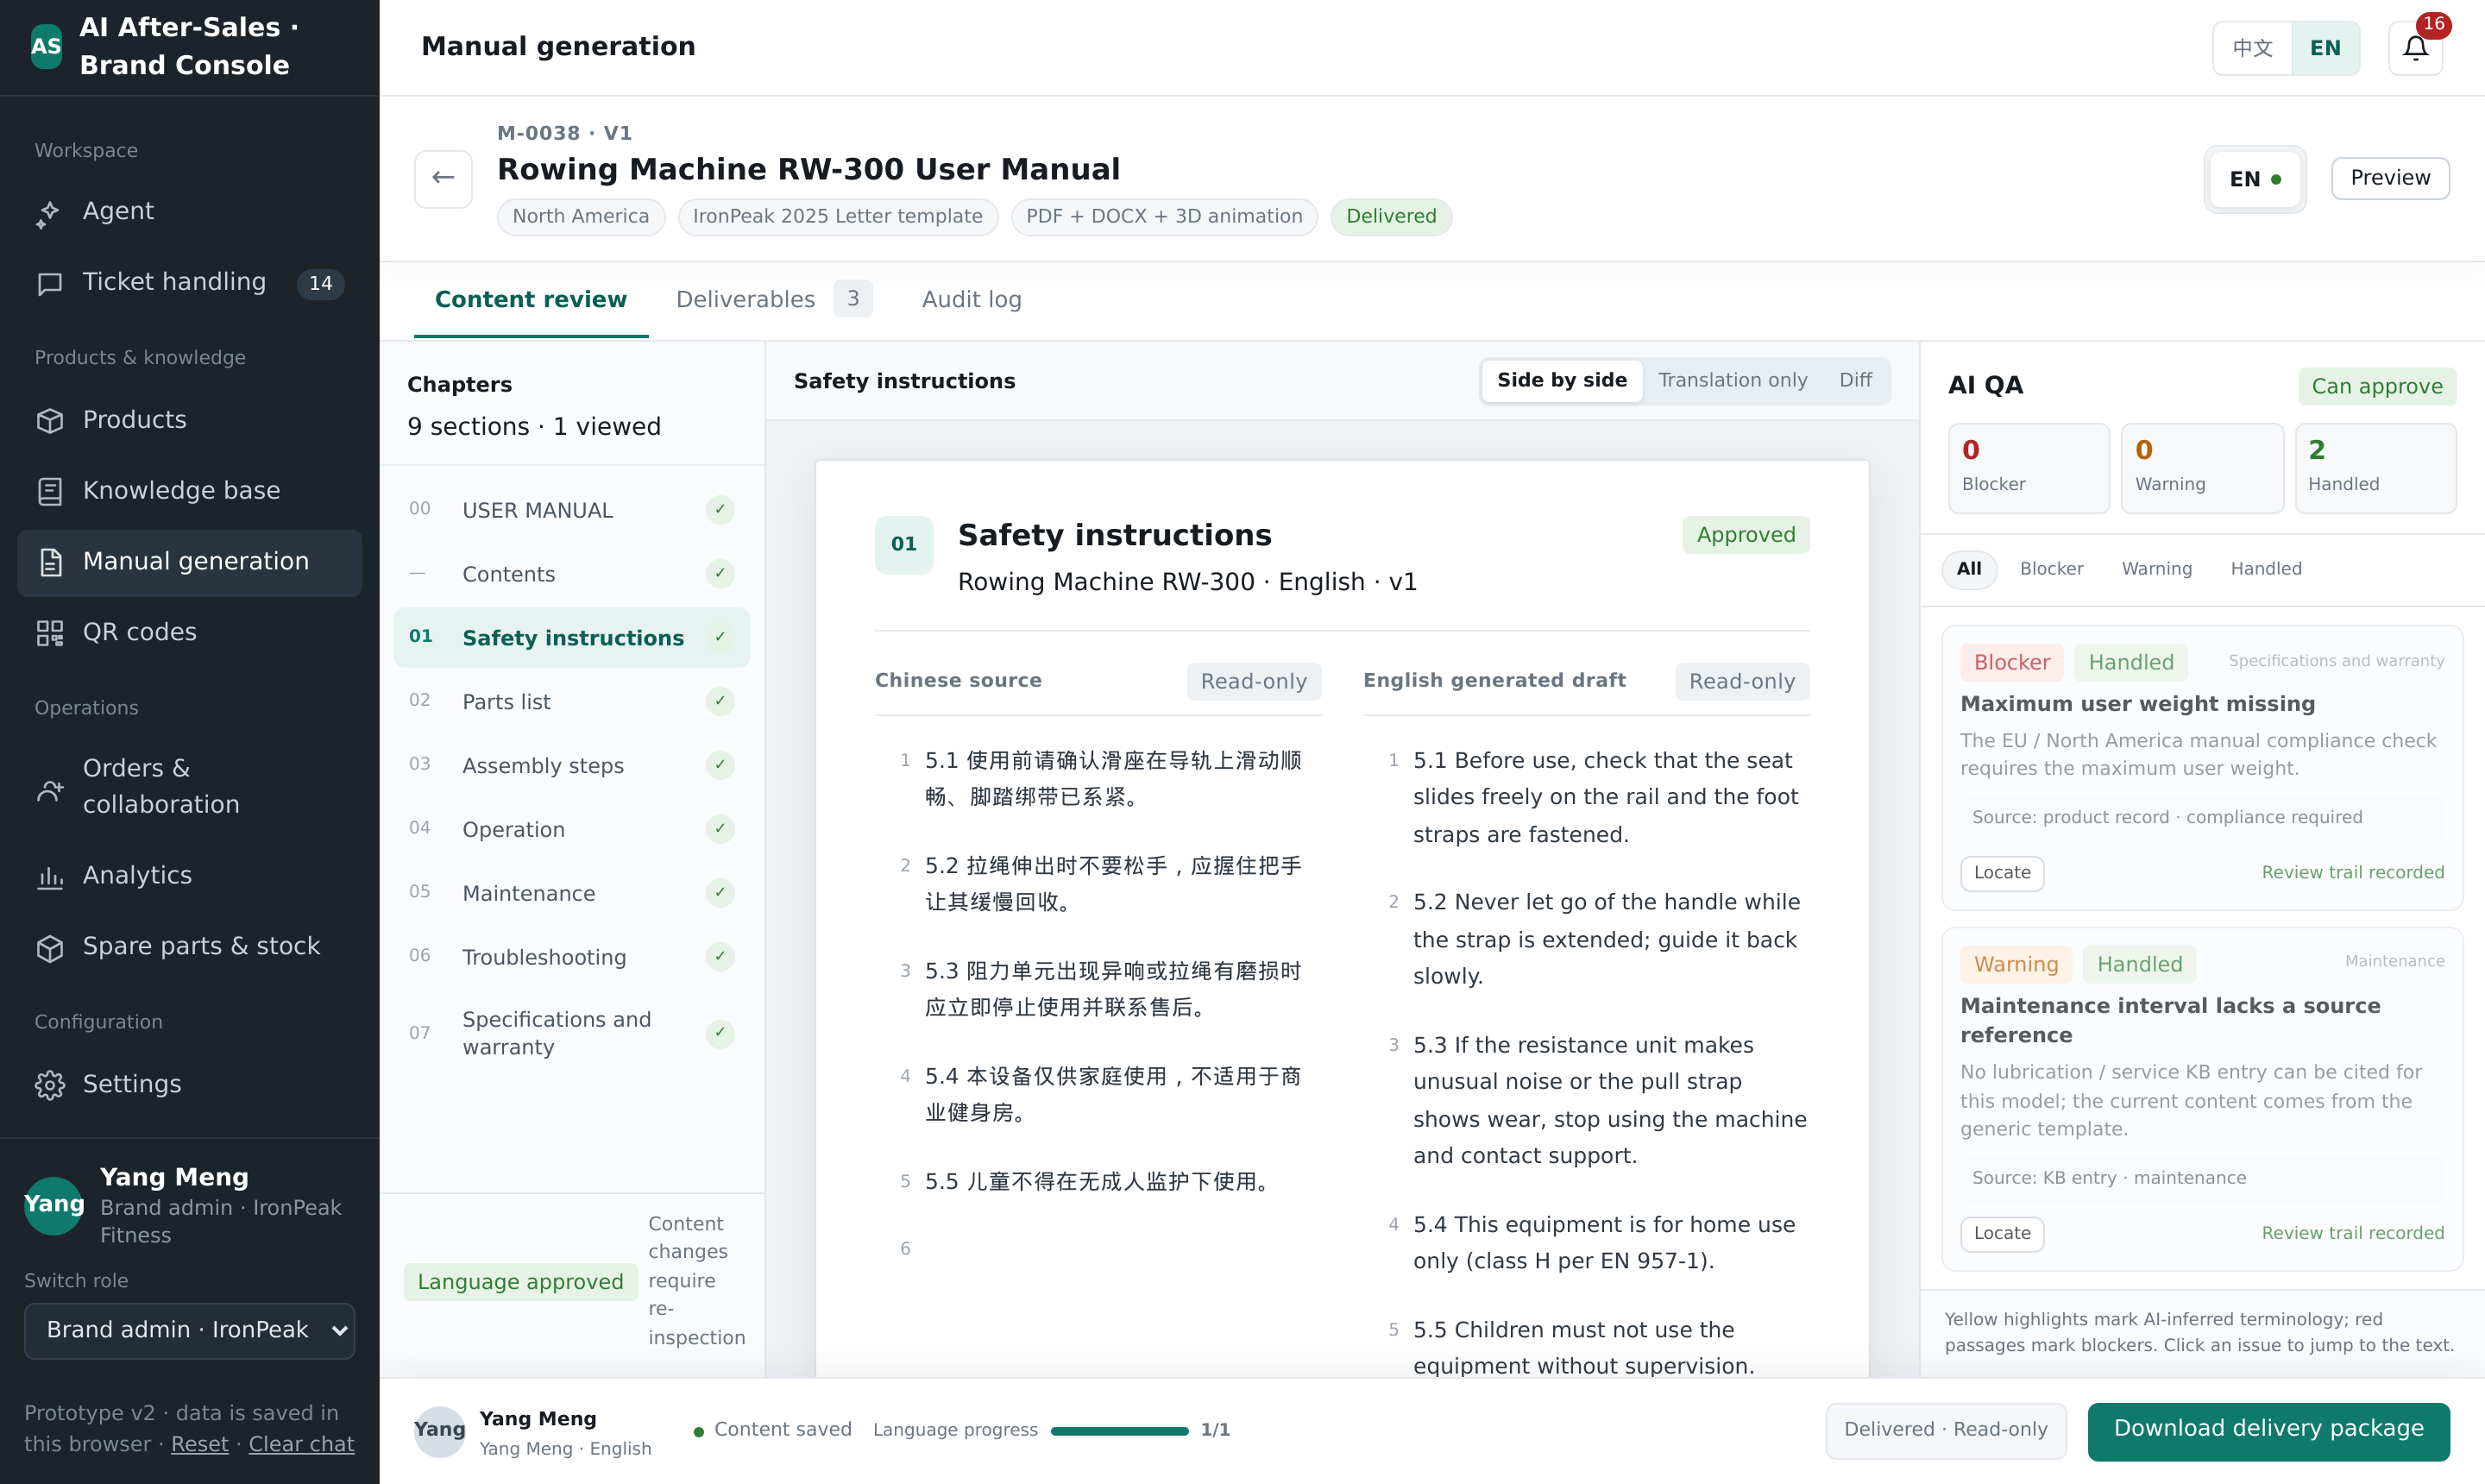 AS
AI After-Sales ·
Brand Console
Workspace
Agent
Ticket handling 14
Products & knowledge
Products
Knowledge base
Manual generation
QR codes
Operations
Orders &
collaboration
Analytics
Spare parts & stock
Configuration
Settings
Yang
Yang Meng
Brand admin · IronPeak
Fitness
Switch role
Brand admin · IronPeak
Prototype v2 · data is saved in
this browser · Reset · Clear chat
Manual generation
中文 EN
16
←
M-0038 · V1
Rowing Machine RW-300 User Manual
North America IronPeak 2025 Letter template PDF + DOCX + 3D animation Delivered
EN
Preview
Content review Deliverables 3 Audit log
Chapters
9 sections · 1 viewed
00 USER MANUAL ✓
— Contents ✓
01 Safety instructions ✓
02 Parts list ✓
03 Assembly steps ✓
04 Operation ✓
05 Maintenance ✓
06 Troubleshooting ✓
07 Specifications and
warranty ✓
Language approved
Content
changes
require
re-
inspection
Safety instructions
Side by side Translation only Diff
01
Safety instructions
Approved
Rowing Machine RW-300 · English · v1
Chinese source Read-only
1 5.1 使用前请确认滑座在导轨上滑动顺
畅、脚踏绑带已系紧。
2 5.2 拉绳伸出时不要松手，应握住把手
让其缓慢回收。
3 5.3 阻力单元出现异响或拉绳有磨损时
应立即停止使用并联系售后。
4 5.4 本设备仅供家庭使用，不适用于商
业健身房。
5 5.5 儿童不得在无成人监护下使用。
6
English generated draft Read-only
1 5.1 Before use, check that the seat
slides freely on the rail and the foot
straps are fastened.
2 5.2 Never let go of the handle while
the strap is extended; guide it back
slowly.
3 5.3 If the resistance unit makes
unusual noise or the pull strap
shows wear, stop using the machine
and contact support.
4 5.4 This equipment is for home use
only (class H per EN 957-1).
5 5.5 Children must not use the
equipment without supervision.
AI QA
Can approve
0
Blocker
0
Warning
2
Handled
All Blocker Warning Handled
Blocker Handled Specifications and warranty
Maximum user weight missing
The EU / North America manual compliance check
requires the maximum user weight.
Source: product record · compliance required
Locate Review trail recorded
Warning Handled Maintenance
Maintenance interval lacks a source
reference
No lubrication / service KB entry can be cited for
this model; the current content comes from the
generic template.
Source: KB entry · maintenance
Locate Review trail recorded
Yellow highlights mark AI-inferred terminology; red
passages mark blockers. Click an issue to jump to the text.
Yang
Yang Meng
Yang Meng · English
Content saved Language progress 1/1
Delivered · Read-only
Download delivery package